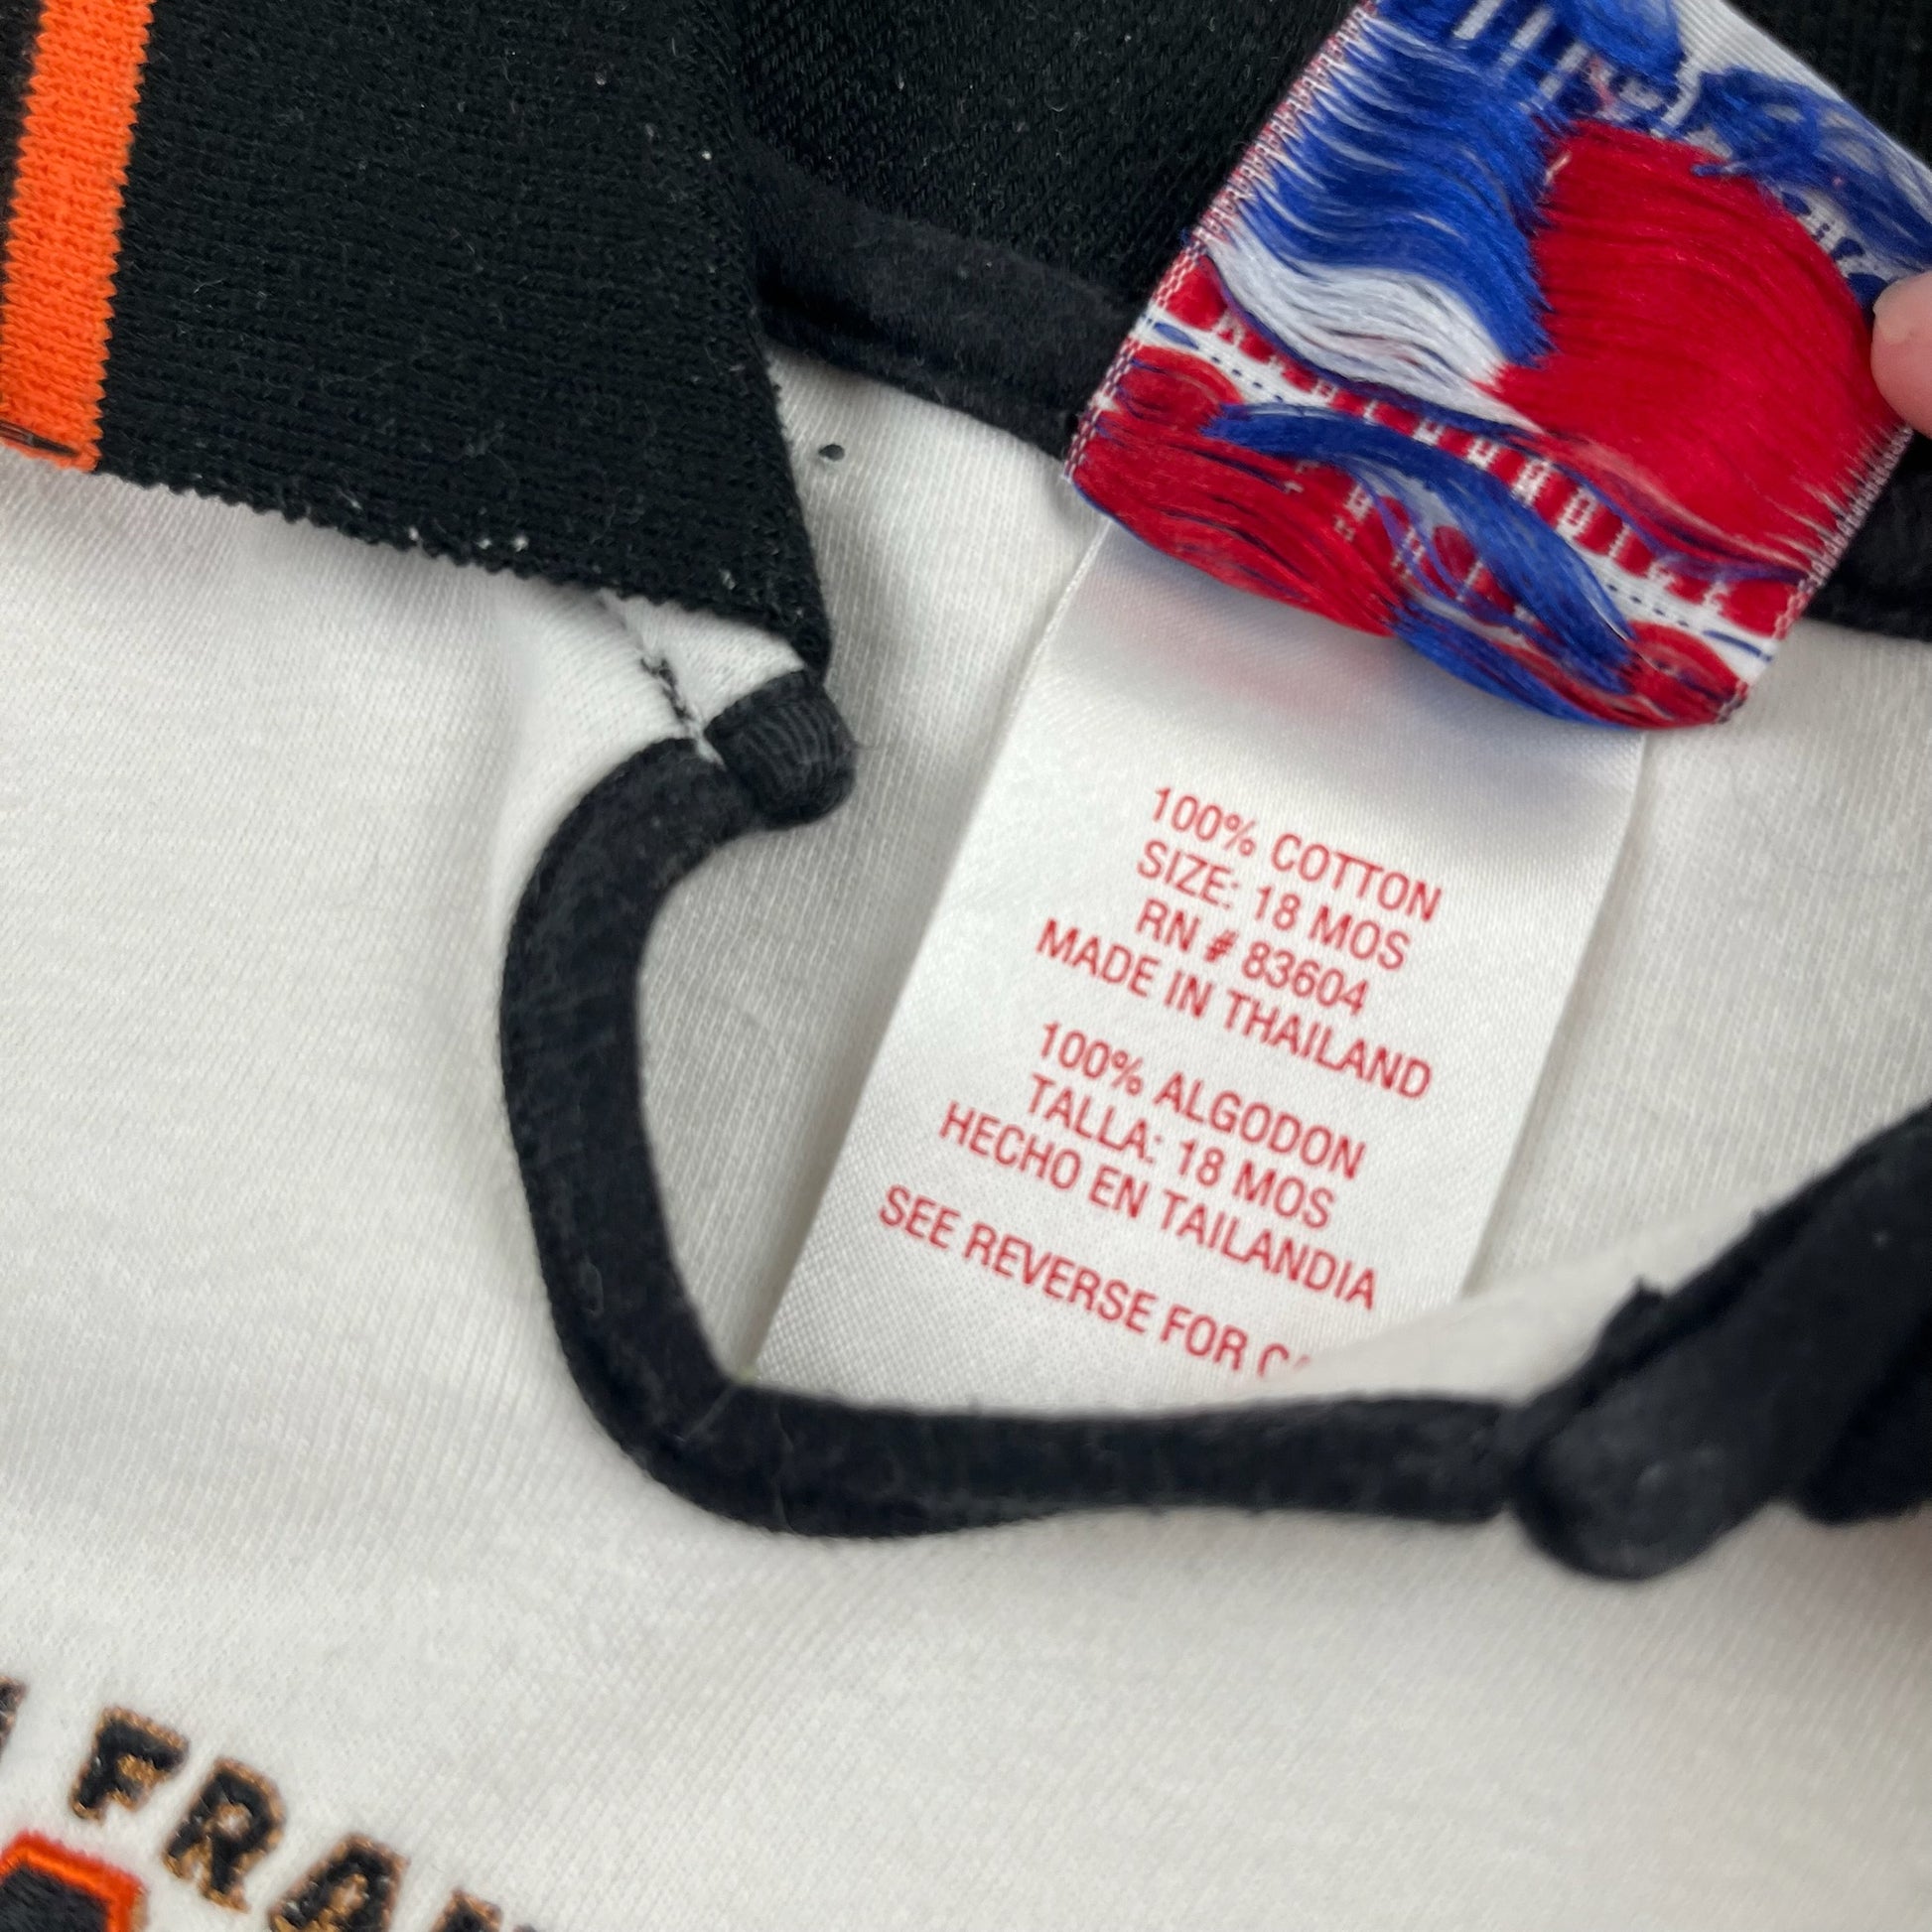 100% COTTON
SIZE: 18 MOS
RN # 83604
MADE IN THAILAND
100% ALGODON
TALLA: 18 MOS
HECHO EN TAILANDIA
SEE REVERSE FOR
FRAN